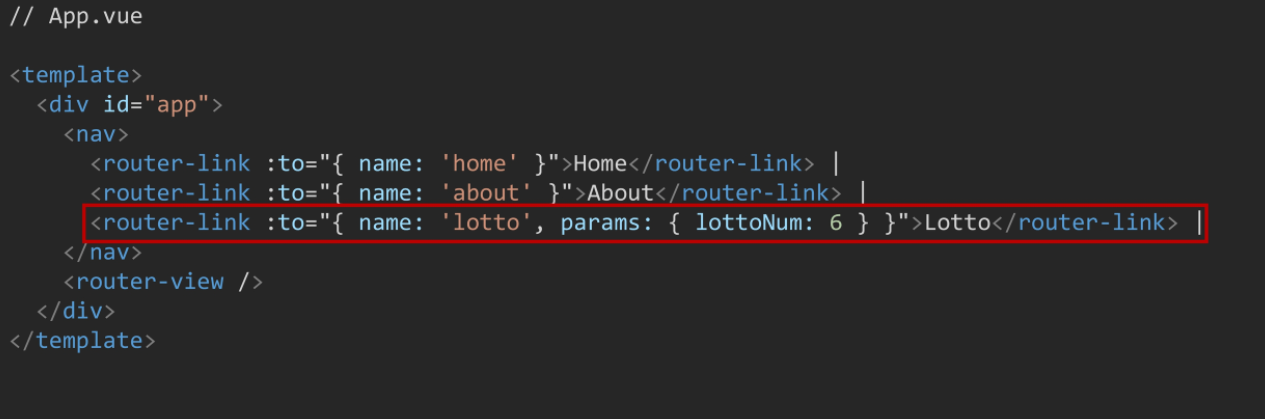 // App.vue
<template>
<div id="app">
<nav>
<router-link :to="{ name: 'home' }">Home</router-link> |
<router-link :to="{ name: 'about' }">About</router-link> |
<router-link :to="{ name: 'lotto', params: { lottoNum: 6 } }">Lotto</router-link> |
</nav>
<router-view />
</div>
</template>